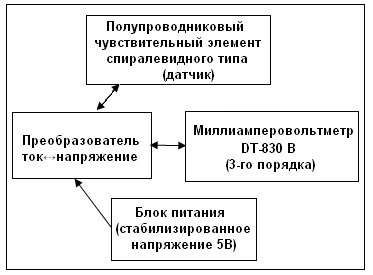 Полупроводниковый
чувствительный элемент
спиралевидного типа
(датчик)
Преобразователь
ток↔напряжение
Миллиамперовольтметр
DT-830 В
(3-го порядка)
Блок питания
(стабилизированное
напряжение 5В)